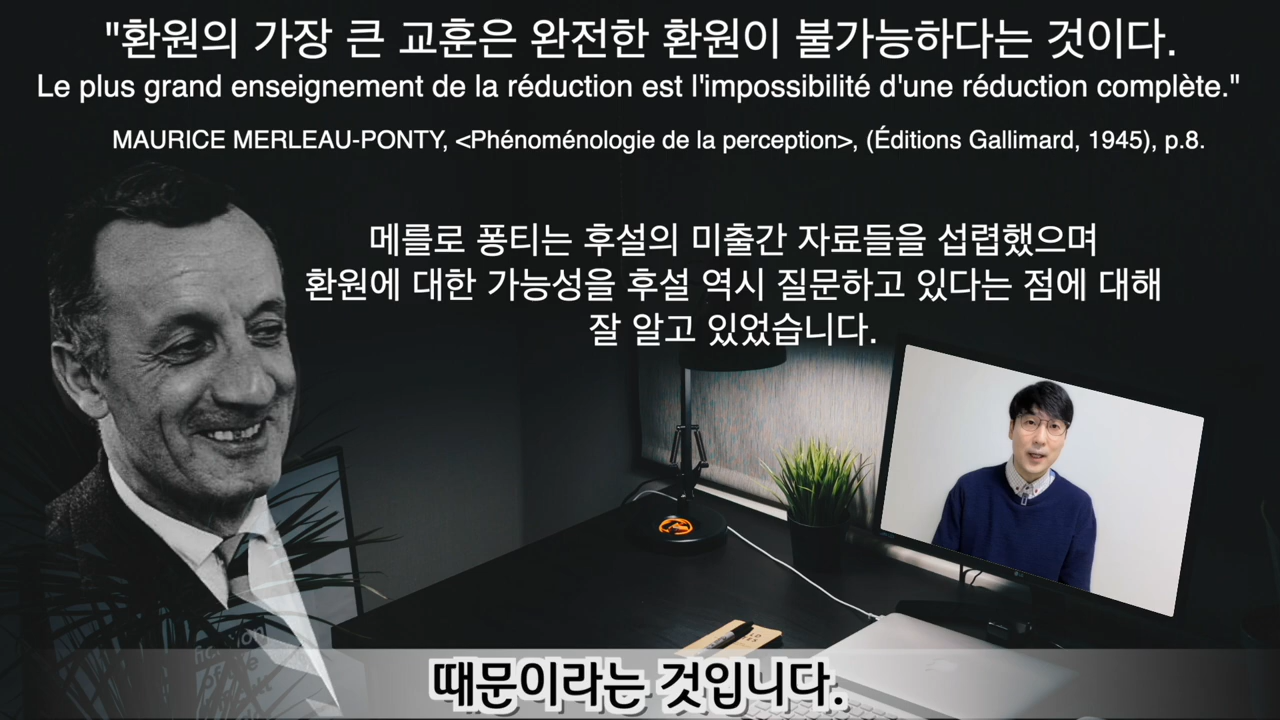 "환원의 가장 큰 교훈은 완전한 환원이 불가능하다는 것이다.
Le plus grand enseignement de la réduction est l'impossibilité d'une réduction complète."
MAURICE MERLEAU-PONTY, <Phénoménologie de la perception>, (Éditions Gallimard, 1945), p.8.
메를로 퐁티는 후설의 미출간 자료들을 섭렵했으며
환원에 대한 가능성을 후설 역시 질문하고 있다는 점에 대해
잘 알고 있었습니다.
때문이라는 것입니다.